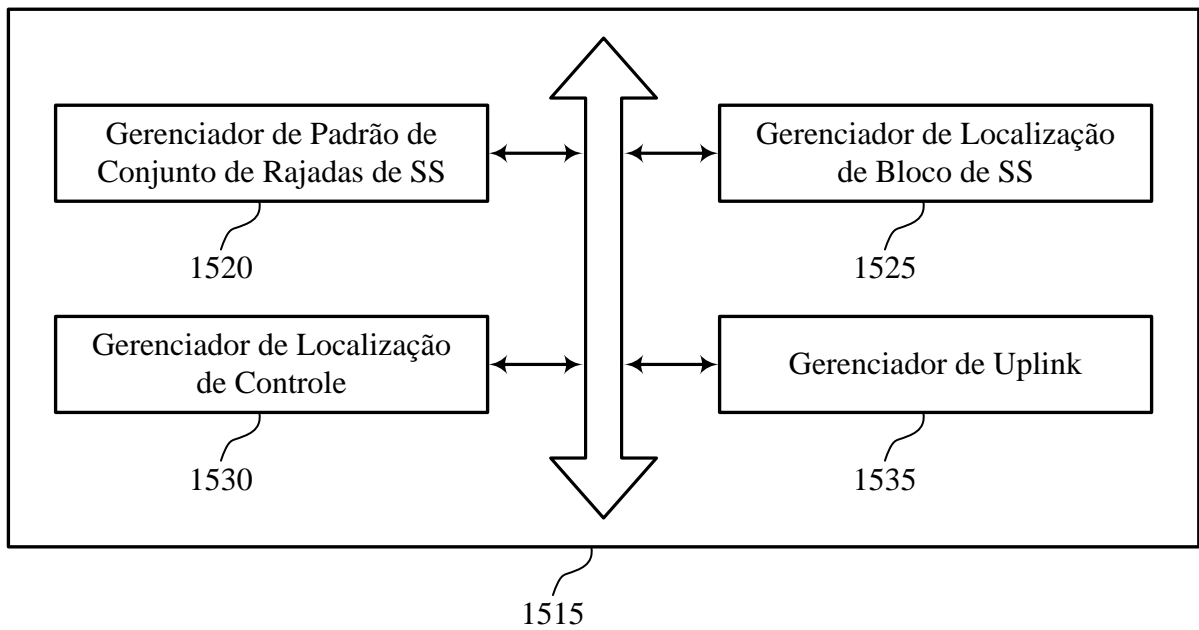 Gerenciador de Padrão de
Conjunto de Rajadas de SS
1520
Gerenciador de Localização
de Bloco de SS
1525
Gerenciador de Localização
de Controle
1530
Gerenciador de Uplink
1535
1515